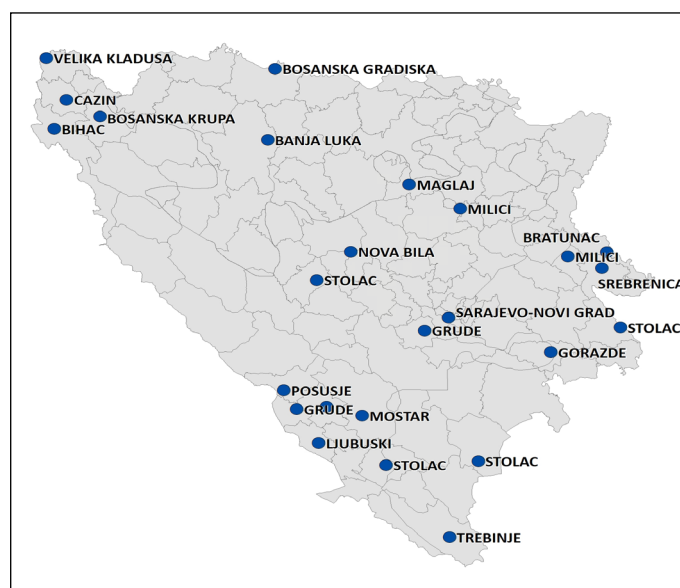 VELIKA KLADUSA
BOSANSKA GRADISKA
CAZIN
BOSANSKA KRUPA
BIHAC
BANJA LUKA
MAGLAJ
MILICI
BRATUNAC
NOVA BILA
MILICI
STOLAC
SREBRENICA
SARAJEVO-NOVI GRAD
STOLAC
GRUDE
GORAZDE
POSUSJE
GRUDE
MOSTAR
LJUBUSKI
STOLAC
STOLAC
TREBINJE